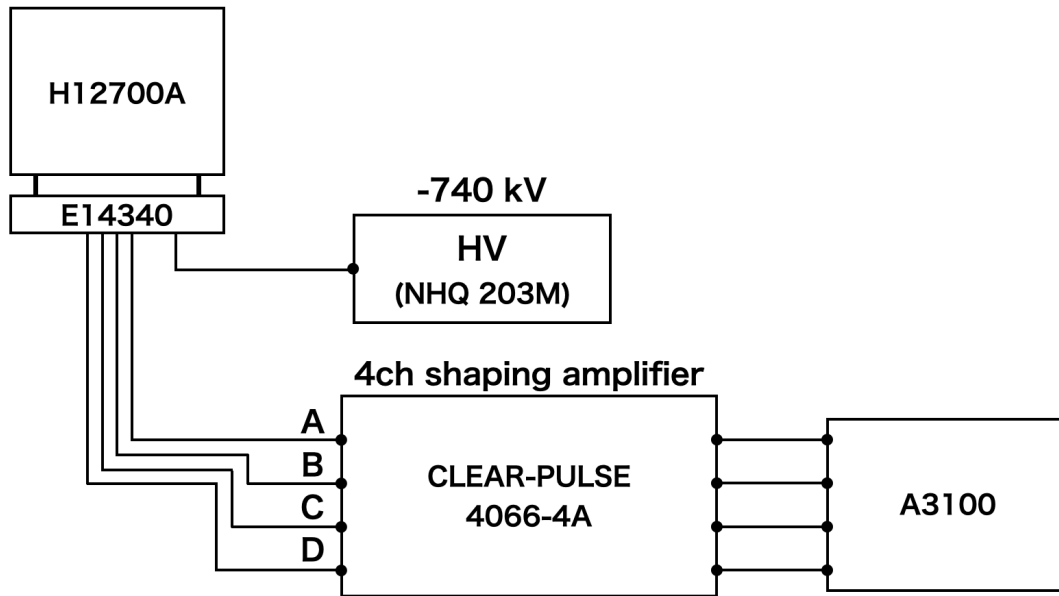 H12700A
E14340
-740 kV
HV
(NHQ 203M)
4ch shaping amplifier
A
B
C
D
CLEAR-PULSE
4066-4A
A3100